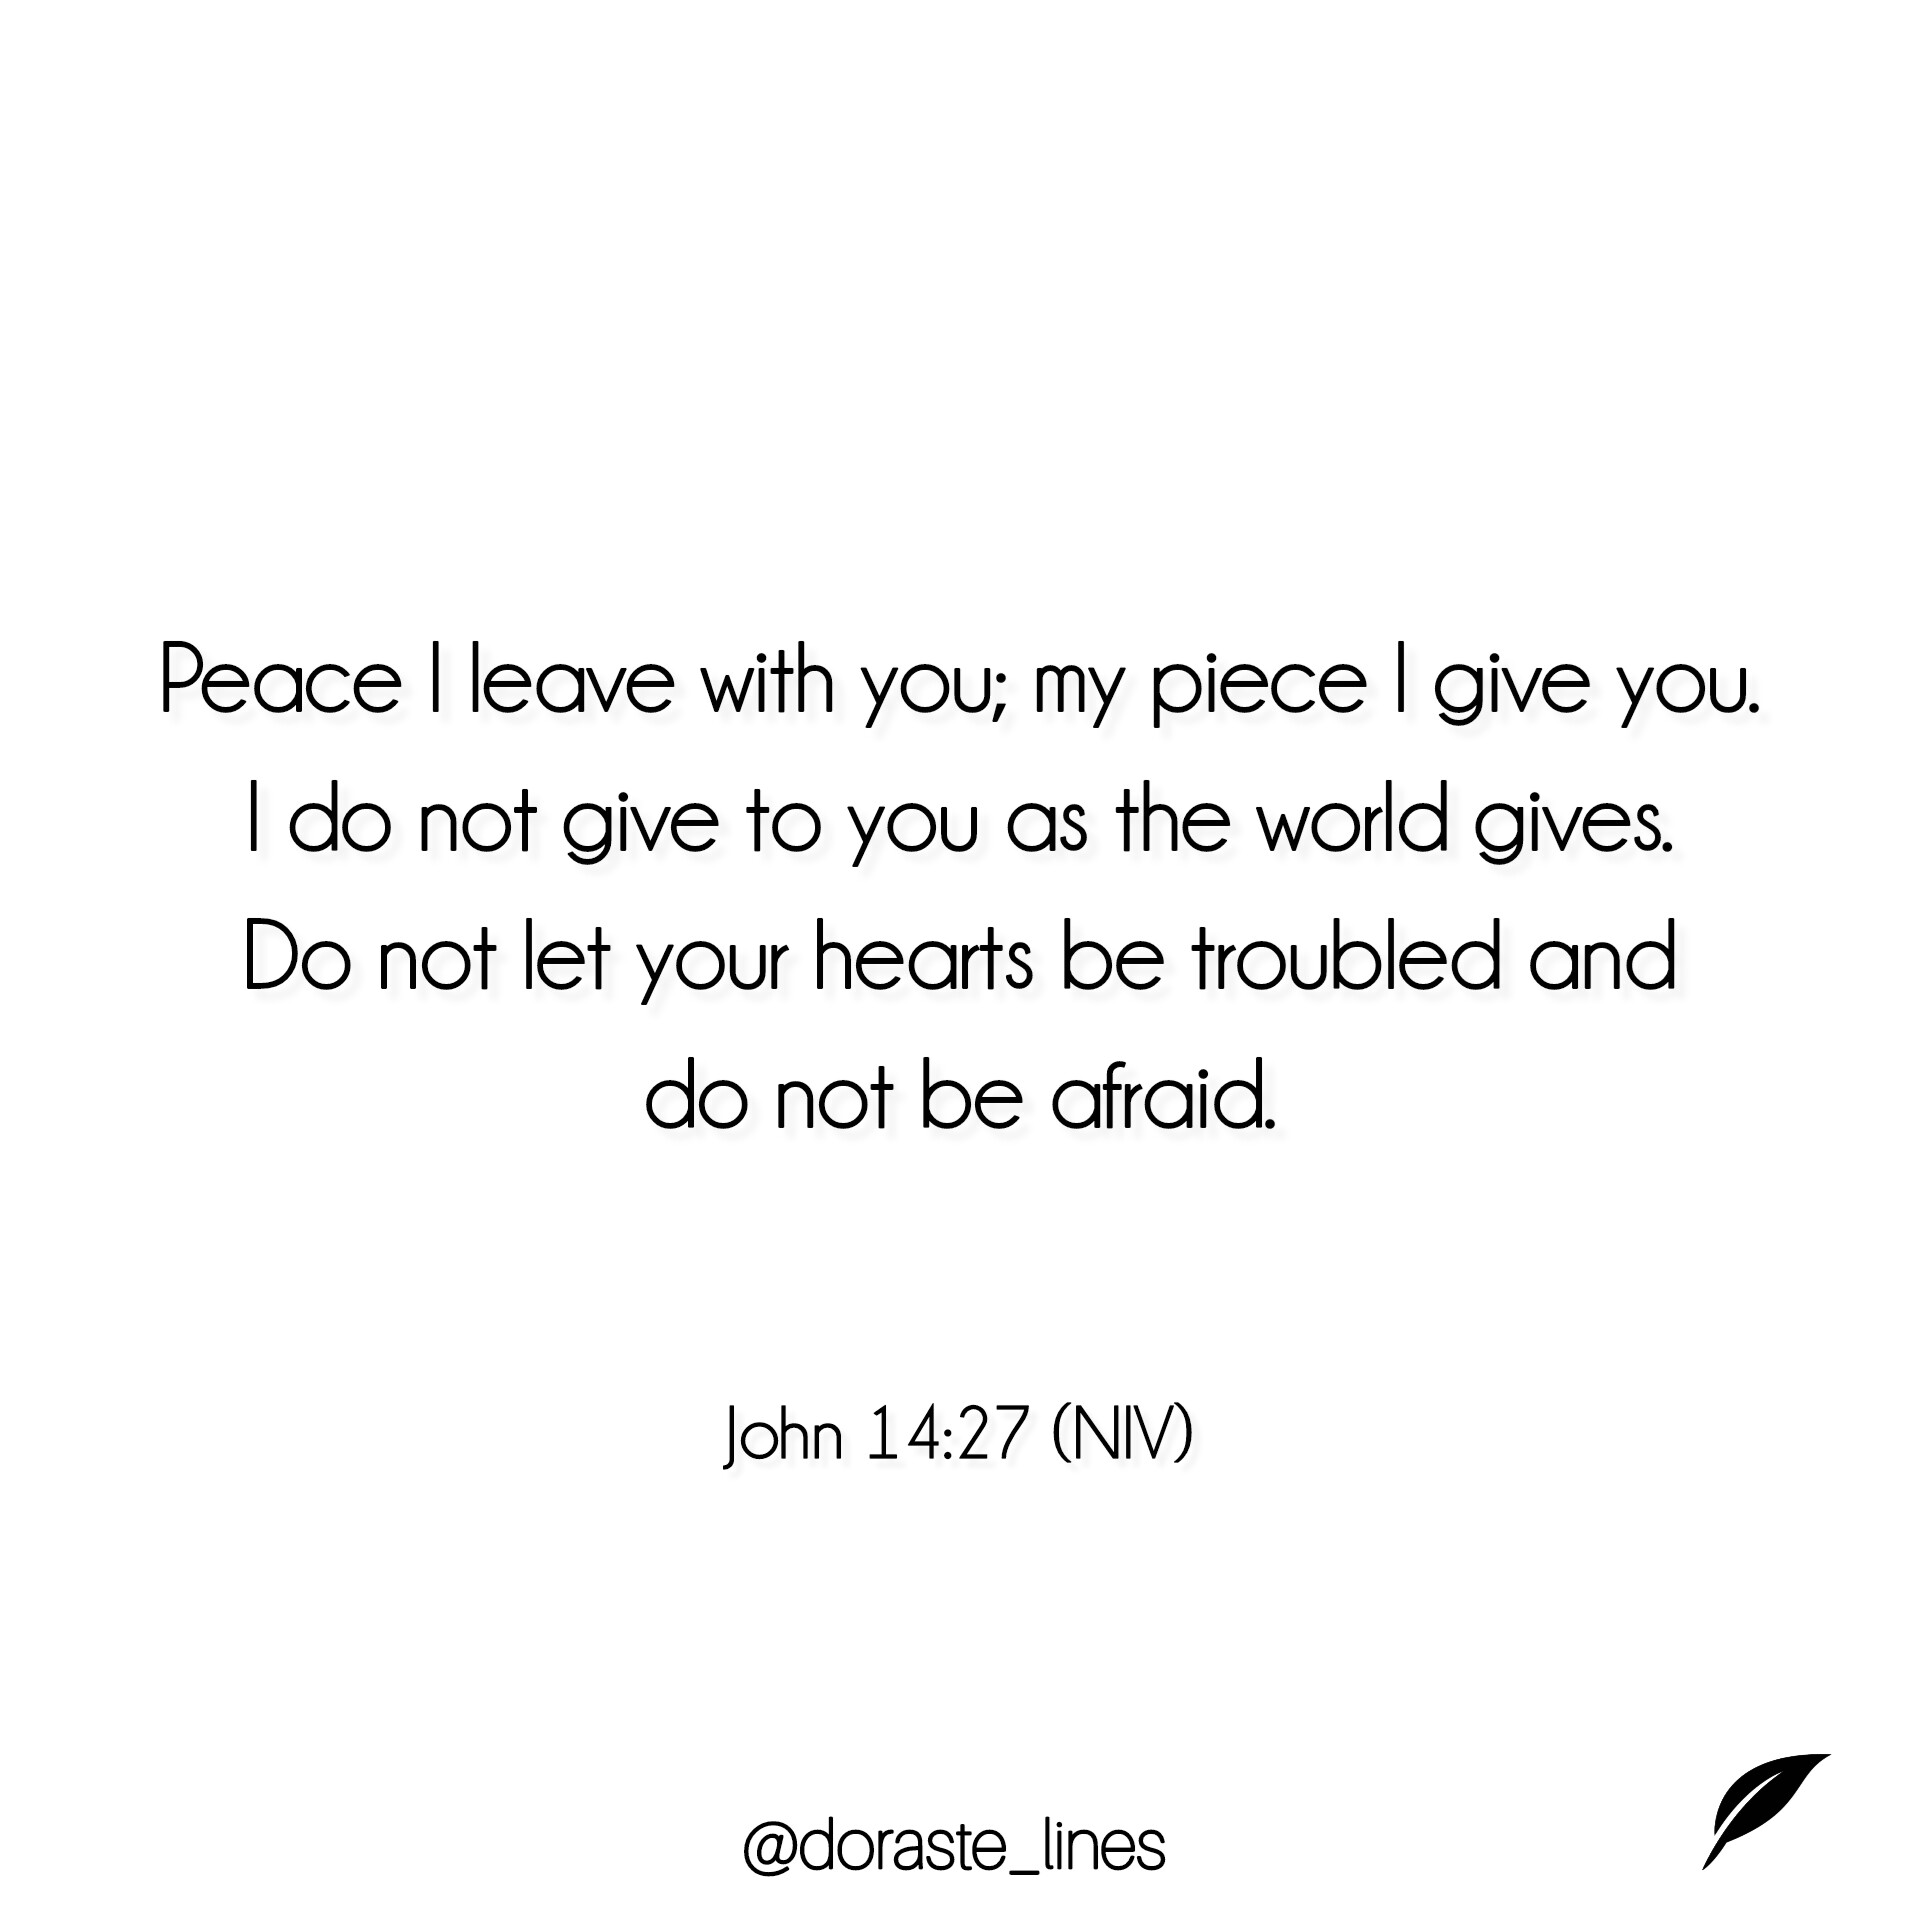 Peace I leave with you; my piece I give you.
I do not give to you as the world gives.
Do not let your hearts be troubled and
do not be afraid.
John 14:27 (NIV)
@doraste_lines